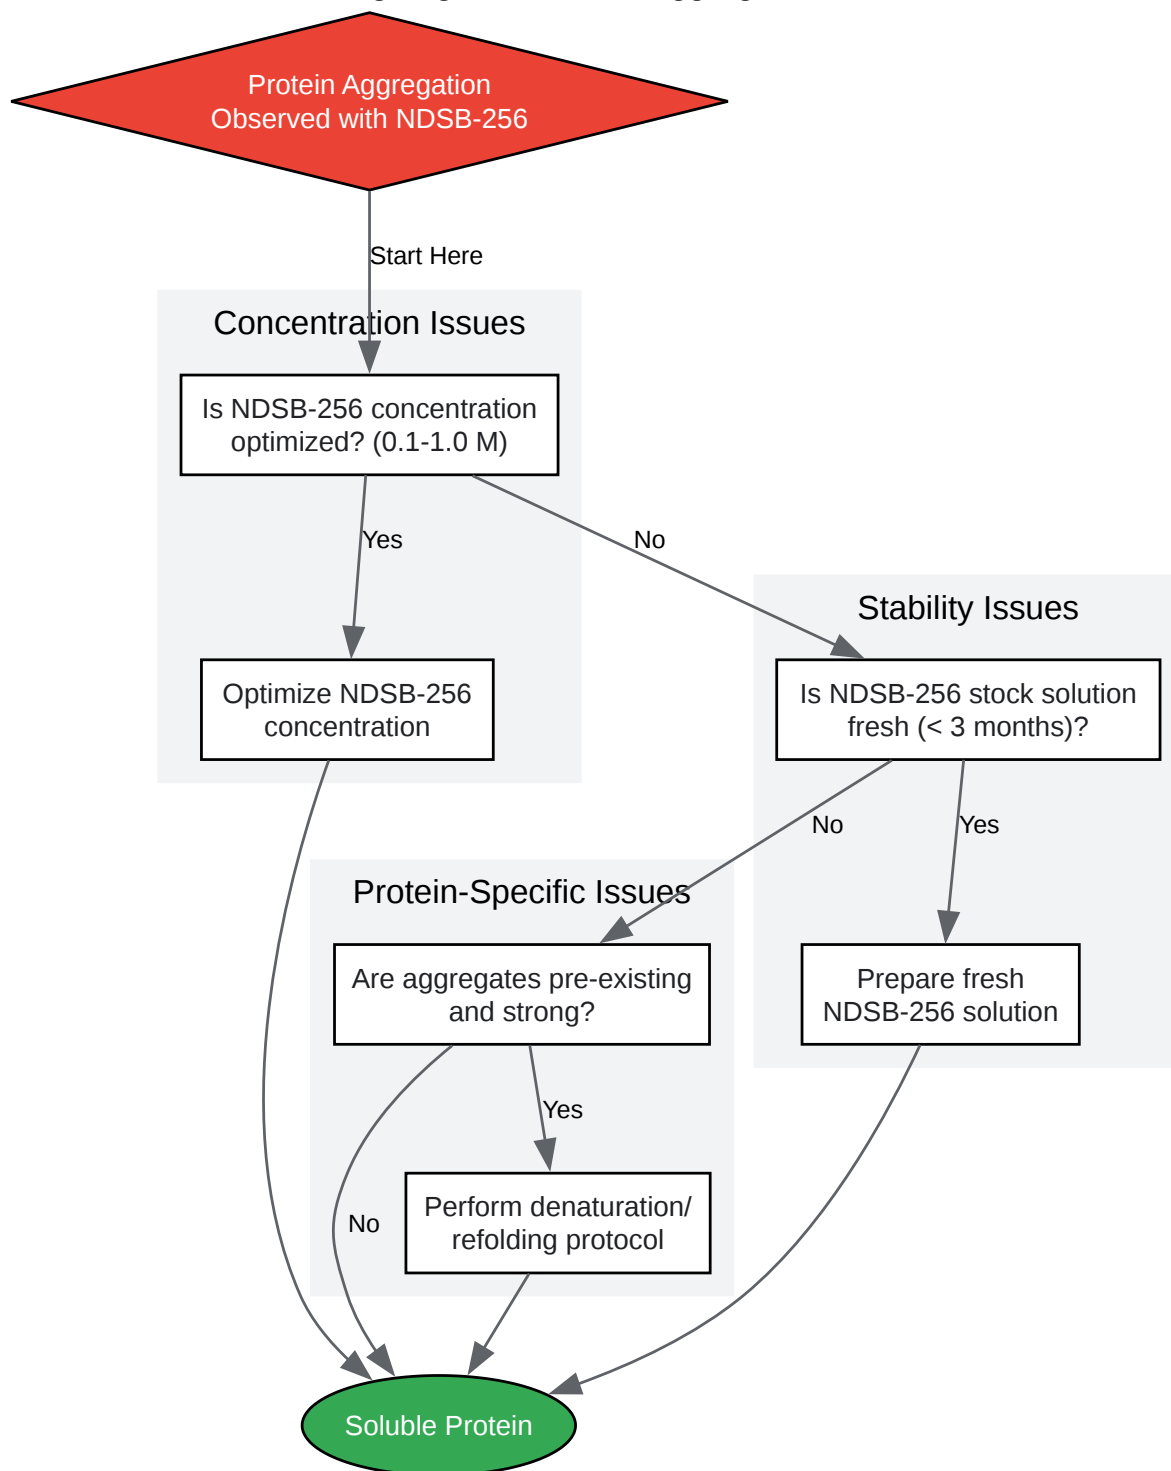 Protein Aggregation
Observed with NDSB-256
Start Here
Concentration Issues
Is NDSB-256 concentration
optimized? (0.1-1.0 M)
Yes
No
Stability Issues
Optimize NDSB-256
concentration
Is NDSB-256 stock solution
fresh (< 3 months)?
No
Yes
Protein-Specific Issues
Are aggregates pre-existing
and strong?
Prepare fresh
NDSB-256 solution
Yes
No
Perform denaturation/
refolding protocol
Soluble Protein